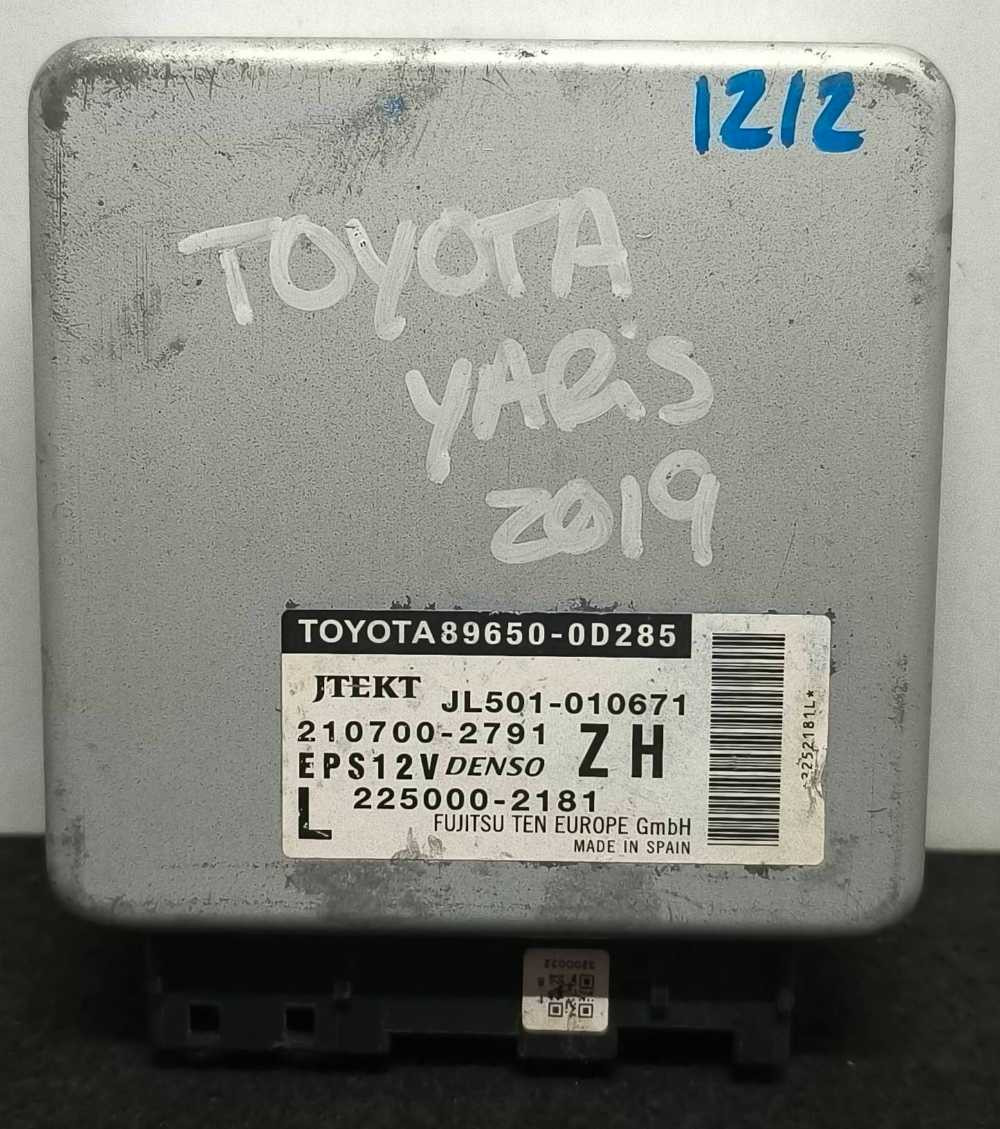 1212
TOYOTA
YARiS
2019
TOYOTA 89650-0D285
JTEKT JL501-010671
210700-2791 ZH
EPS12V DENSO
L 225000-2181
FUJITSU TEN EUROPE GmbH
MADE IN SPAIN